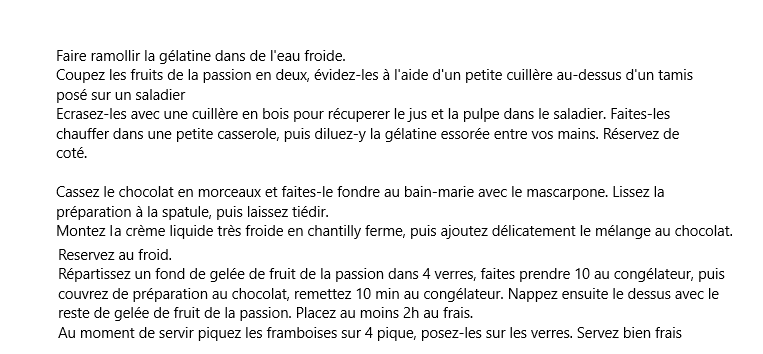 Faire ramollir la gélatine dans de l'eau froide.
Coupez les fruits de la passion en deux, évidez-les à l'aide d'un petite cuillère au-dessus d'un tamis
posé sur un saladier
Ecrasez-les avec une cuillère en bois pour récuperer le jus et la pulpe dans le saladier. Faites-les
chauffer dans une petite casserole, puis diluez-y la gélatine essorée entre vos mains. Réservez de
coté.
Cassez le chocolat en morceaux et faites-le fondre au bain-marie avec le mascarpone. Lissez la
préparation à la spatule, puis laissez tiédir.
Montez la crème liquide très froide en chantilly ferme, puis ajoutez délicatement le mélange au chocolat.
Reservez au froid.
Répartissez un fond de gelée de fruit de la passion dans 4 verres, faites prendre 10 au congélateur, puis
couvrez de préparation au chocolat, remettez 10 min au congélateur. Nappez ensuite le dessus avec le
reste de gelée de fruit de la passion. Placez au moins 2h au frais.
Au moment de servir piquez les framboises sur 4 pique, posez-les sur les verres. Servez bien frais